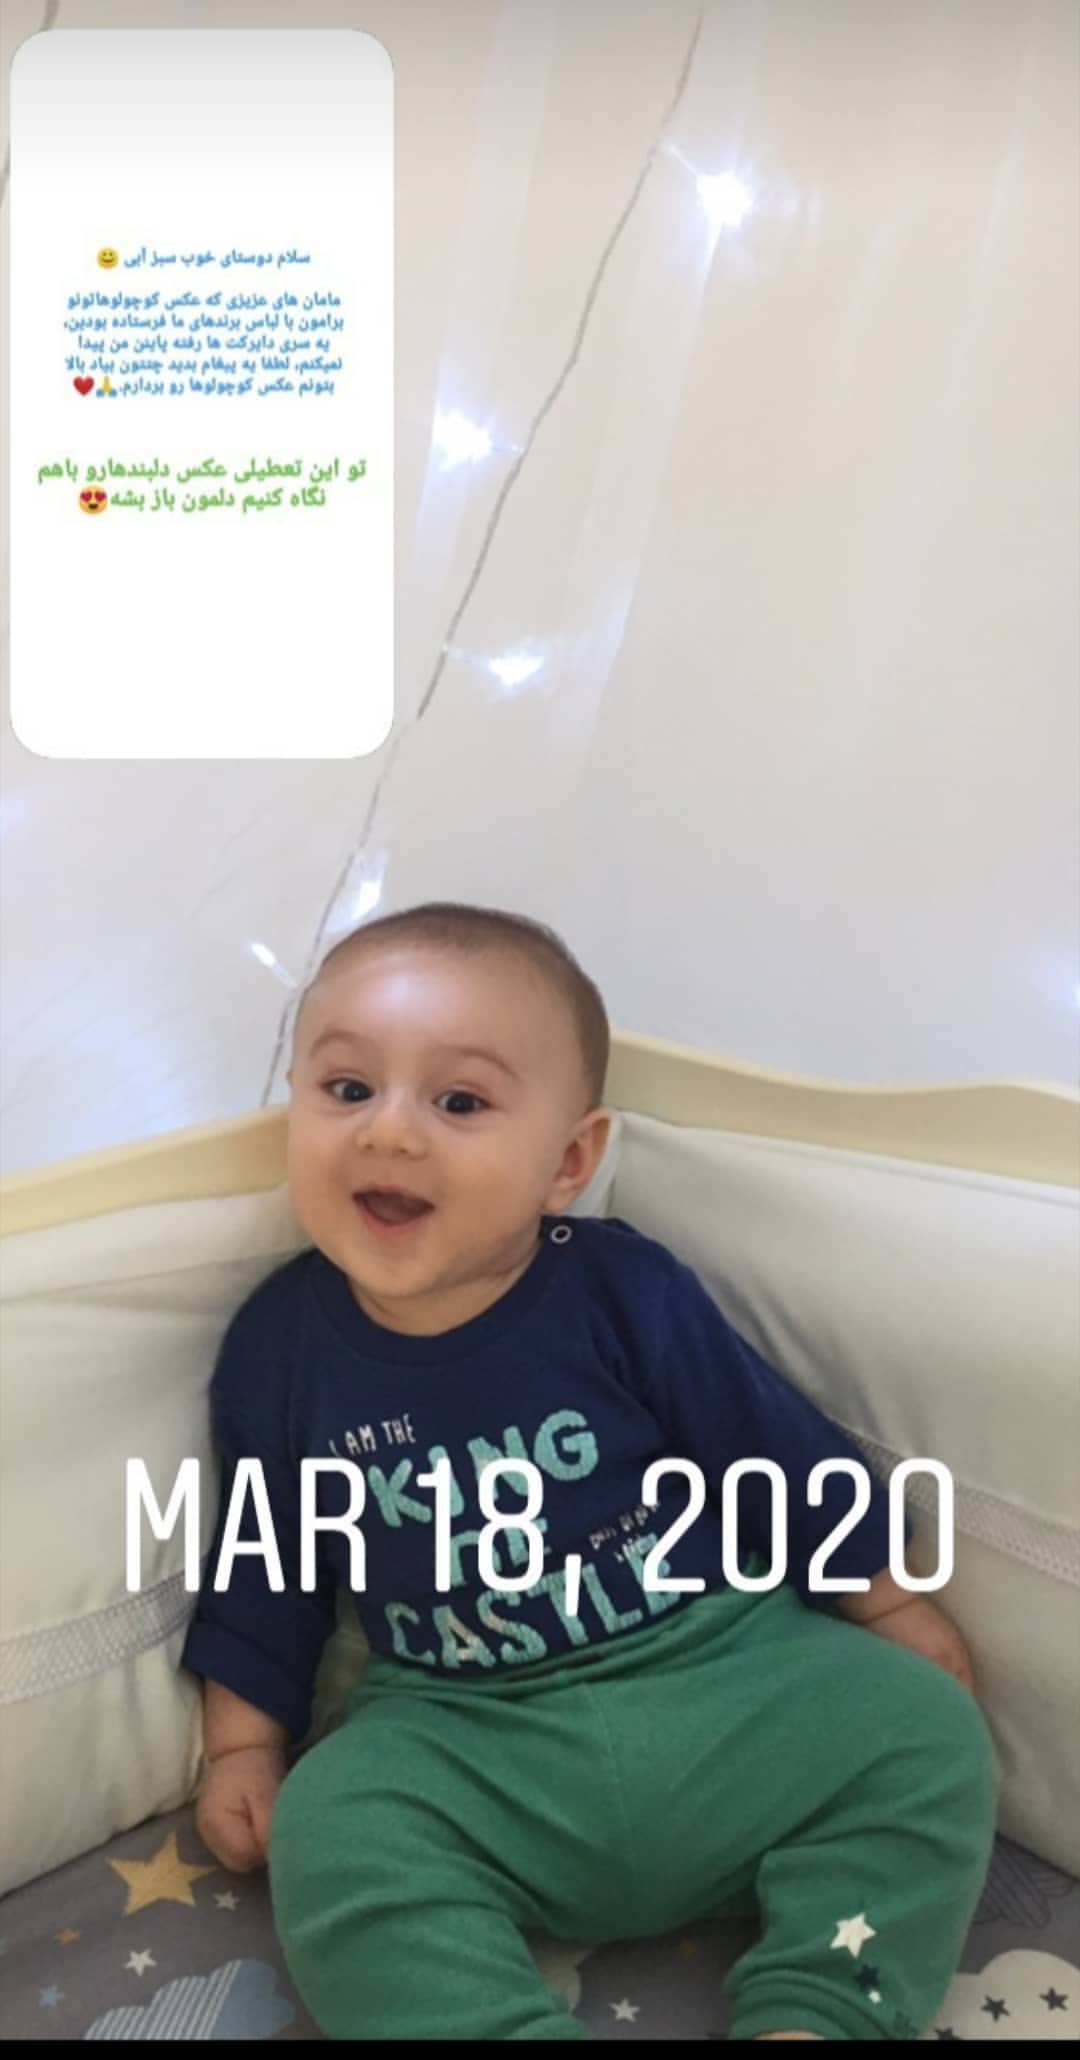 سلام دوستای خوب سبز آبی 😀
مامان های عزیزی که عکس کوچولوهاتونو
برامون با لباس برندهای ما فرستاده بودین،
یه سری دایرکت ها رفته پایین من پیدا
نمیکنم، لطفا یه پیغام بدید چتتون بیاد بالا
بتونم عکس کوچولوها رو بردارم.🙏❤️
تو این تعطیلی عکس دلبندهارو باهم
نگاه کنیم دلمون باز بشه😍
I AM THE
KING
OF
CASTLE
MAR 18, 2020